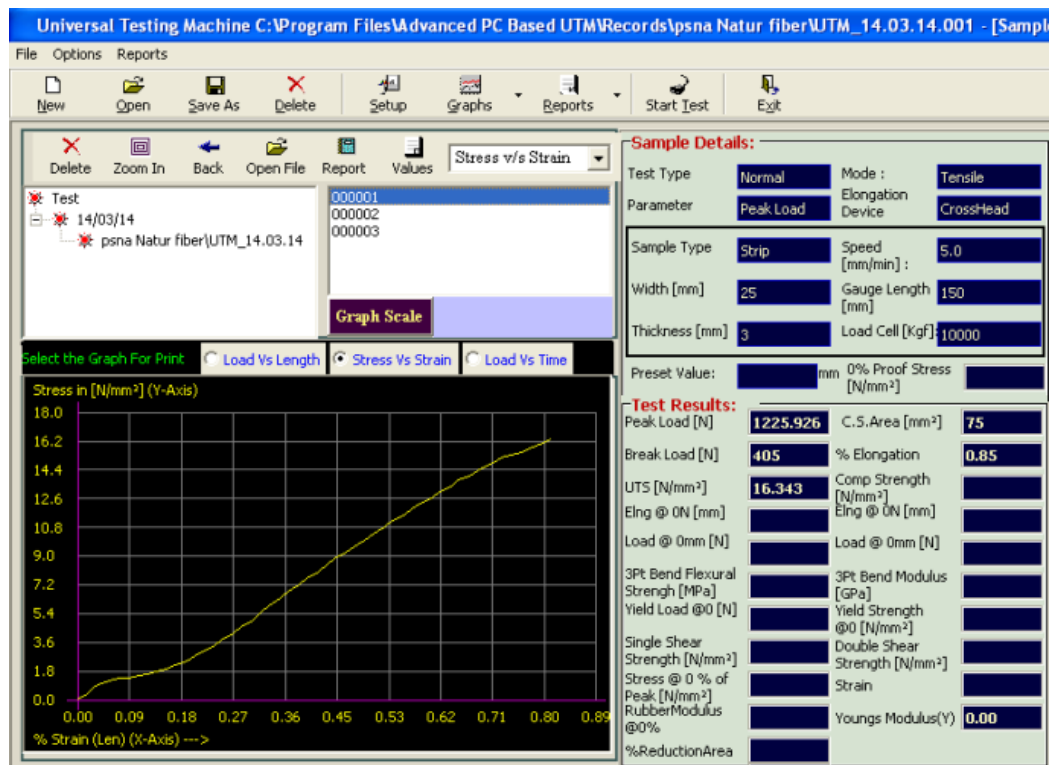 Universal Testing Machine C:\Program Files\Advanced PC Based UTM\Records\psna Natur fiber\UTM_14.03.14.001 - [Sample
File Options Reports
New Open Save As Delete Setup Graphs Reports Start Test Exit
Delete Zoom In Back Open File Report Values Stress v/s Strain
Test
14/03/14
psna Natur fiber\UTM_14.03.14
000001
000002
000003
Graph Scale
Select the Graph For Print Load Vs Length Stress Vs Strain Load Vs Time
Stress in [N/mm²] (Y-Axis)
18.0
16.2
14.4
12.6
10.8
9.0
7.2
5.4
3.6
1.8
0.0
0.00 0.09 0.18 0.27 0.36 0.45 0.53 0.62 0.71 0.80 0.89
% Strain (Len) (X-Axis) --->
Sample Details:
Test Type Normal Mode : Tensile
Parameter Peak Load Elongation Device CrossHead
Sample Type Strip Speed [mm/min] : 5.0
Width [mm] 25 Gauge Length [mm] 150
Thickness [mm] 3 Load Cell [Kgf]: 10000
Preset Value: mm 0% Proof Stress [N/mm²]
Test Results:
Peak Load [N] 1225.926 C.S.Area [mm²] 75
Break Load [N] 405 % Elongation 0.85
UTS [N/mm²] 16.343 Comp Strength [N/mm²]
Elng @ 0N [mm] Elng @ 0N [mm]
Load @ 0mm [N] Load @ 0mm [N]
3Pt Bend Flexural Strengh [MPa] 3Pt Bend Modulus [GPa]
Yield Load @0 [N] Yield Strength @0 [N/mm²]
Single Shear Strength [N/mm²] Double Shear Strength [N/mm²]
Stress @ 0 % of Peak [N/mm²] Strain
RubberModulus @0% Youngs Modulus(Y) 0.00
%ReductionArea